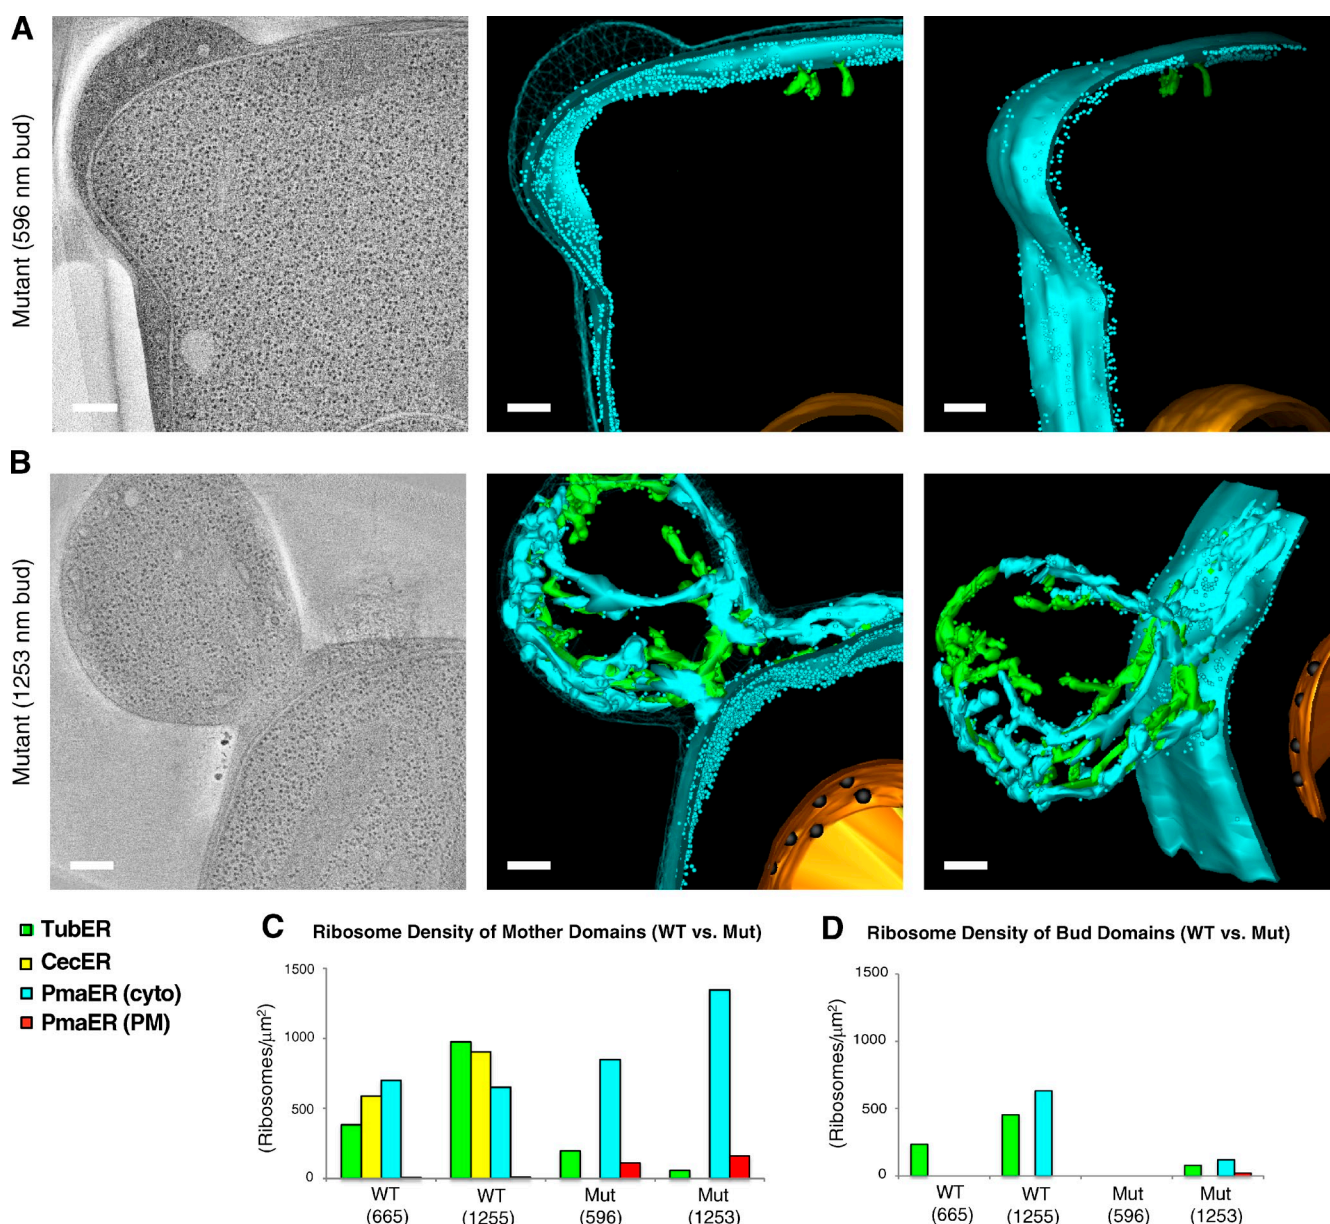 A
Mutant (596 nm bud)
B
Mutant (1253 nm bud)
TubER
CecER
PmaER (cyto)
PmaER (PM)
C Ribosome Density of Mother Domains (WT vs. Mut)
(Ribosomes/µm²)
1500
1000
500
0
WT WT Mut Mut
(665) (1255) (596) (1253)
D Ribosome Density of Bud Domains (WT vs. Mut)
(Ribosomes/µm²)
1500
1000
500
0
WT WT Mut Mut
(665) (1255) (596) (1253)